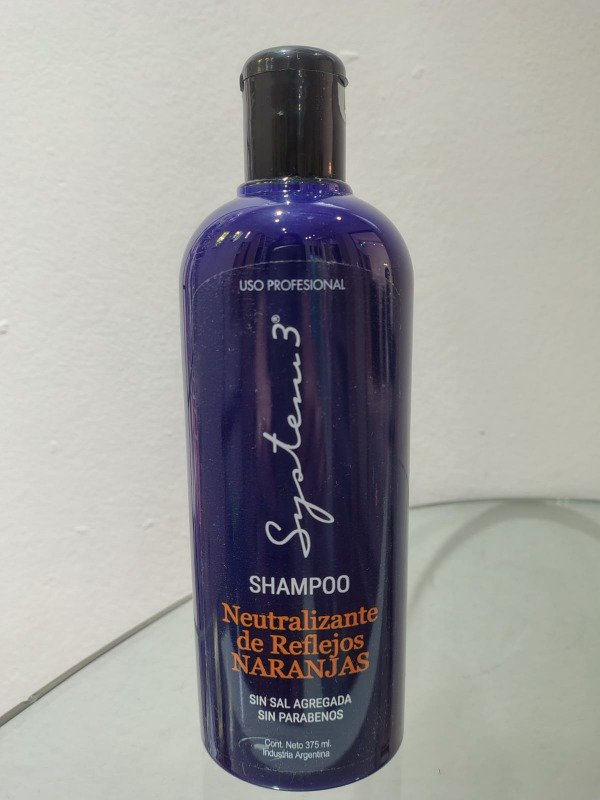 USO PROFESIONAL
System 3®
SHAMPOO
Neutralizante
de Reflejos
NARANJAS
SIN SAL AGREGADA
SIN PARABENOS
Cont. Neto 375 ml.
Industria Argentina